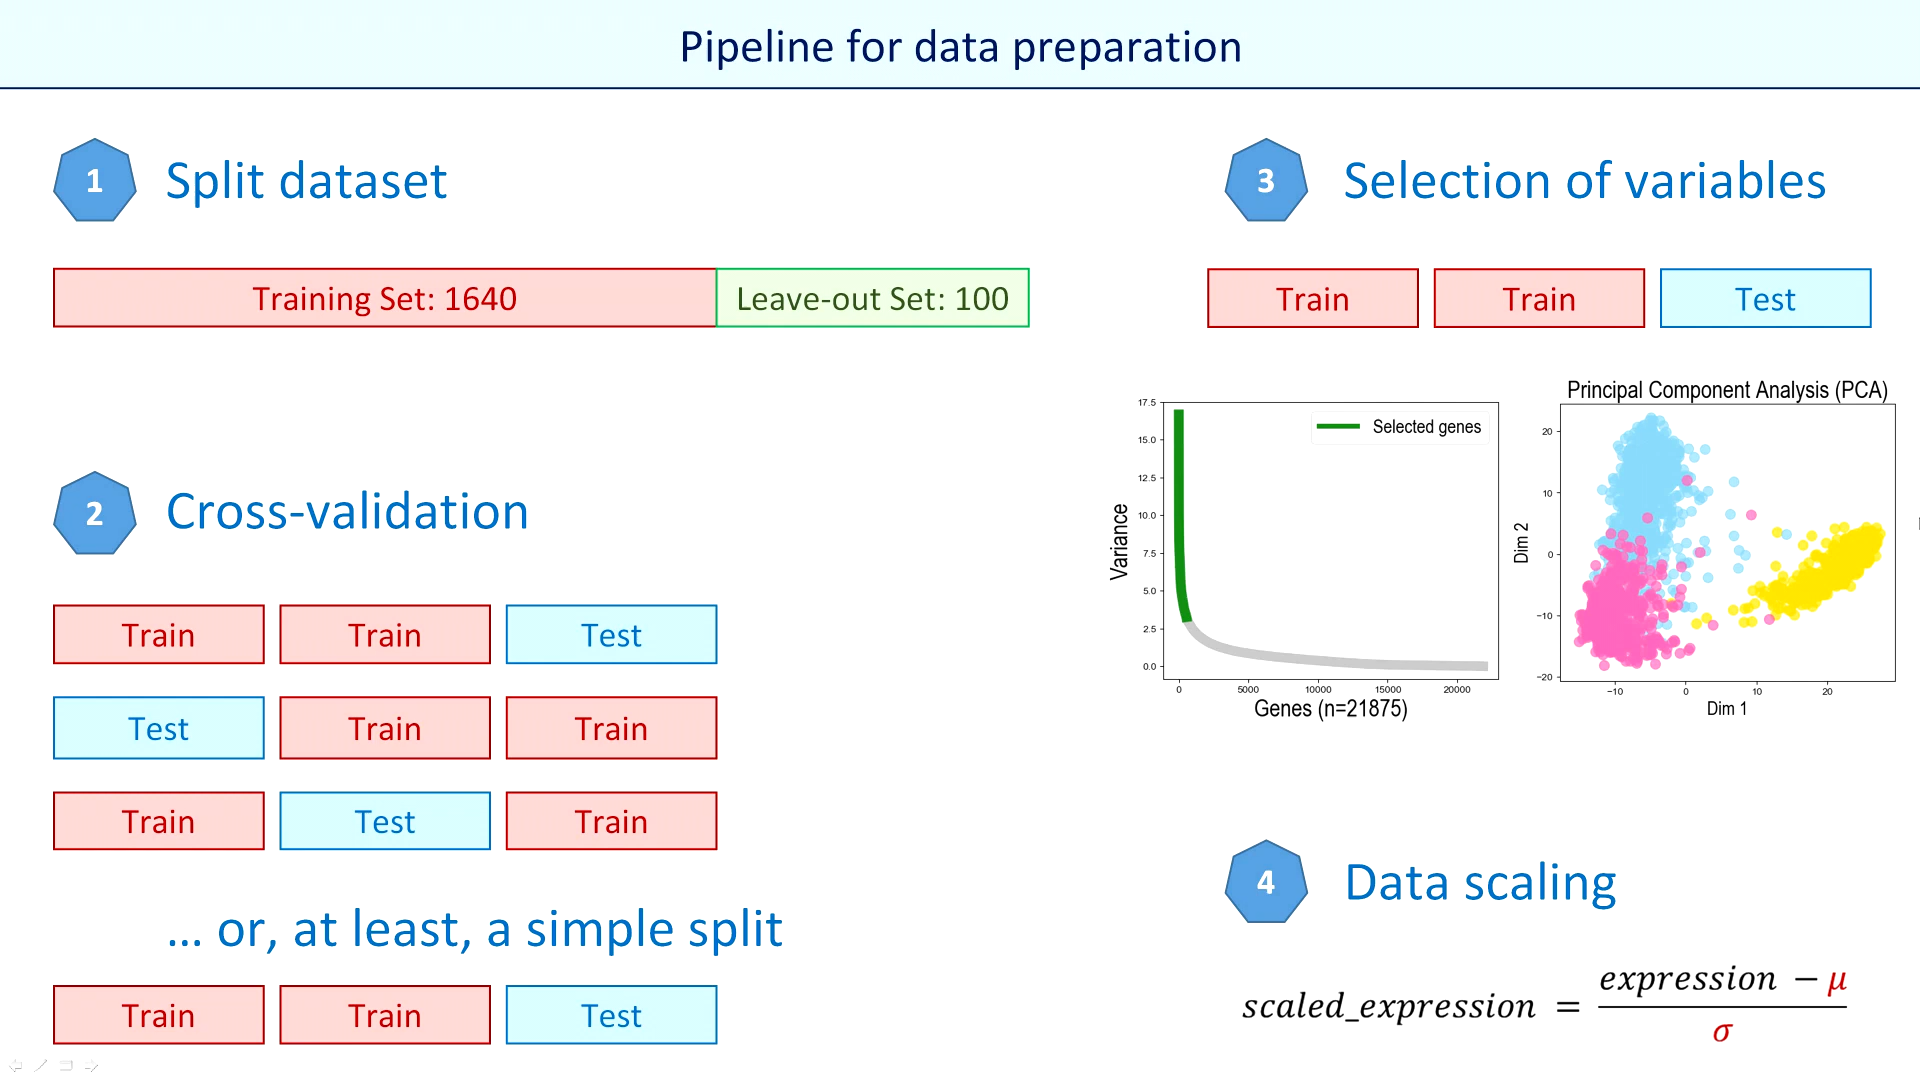 Pipeline for data preparation
1 Split dataset
Training Set: 1640 Leave-out Set: 100
2 Cross-validation
Train Train Test
Test Train Train
Train Test Train
... or, at least, a simple split
Train Train Test
3 Selection of variables
Train Train Test
17.5
15.0
12.5
10.0
7.5
5.0
2.5
0.0
Variance
Selected genes
0 5000 10000 15000 20000
Genes (n=21875)
Principal Component Analysis (PCA)
20
10
0
−10
−20
Dim 2
−10 0 10 20
Dim 1
4 Data scaling
scaled_expression = (expression − μ) / σ